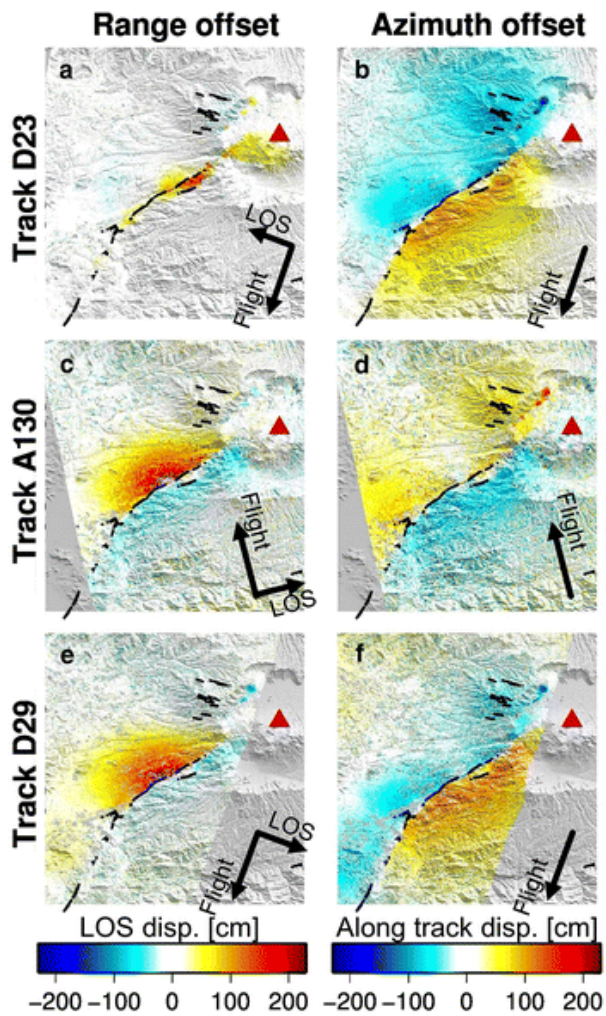 Range offset Azimuth offset
Track D23
a b
LOS
Flight Flight
Track A130
c d
Flight Flight
LOS
Track D29
e f
LOS
Flight Flight
LOS disp. [cm] Along track disp. [cm]
−200 −100 0 100 200 −200 −100 0 100 200